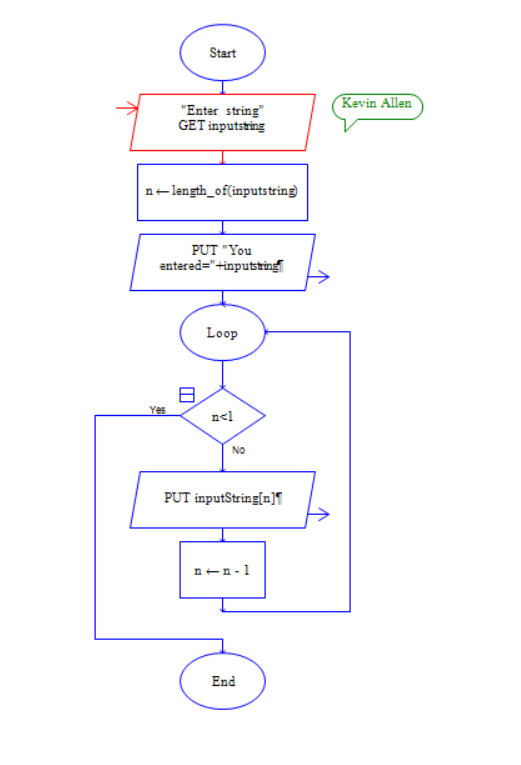 Start
"Enter string"
GET inputstring
Kevin Allen
n ← length_of(inputstring)
PUT "You
entered="+inputstring¶
Loop
Yes
n<1
No
PUT inputString[n]¶
n ← n - 1
End